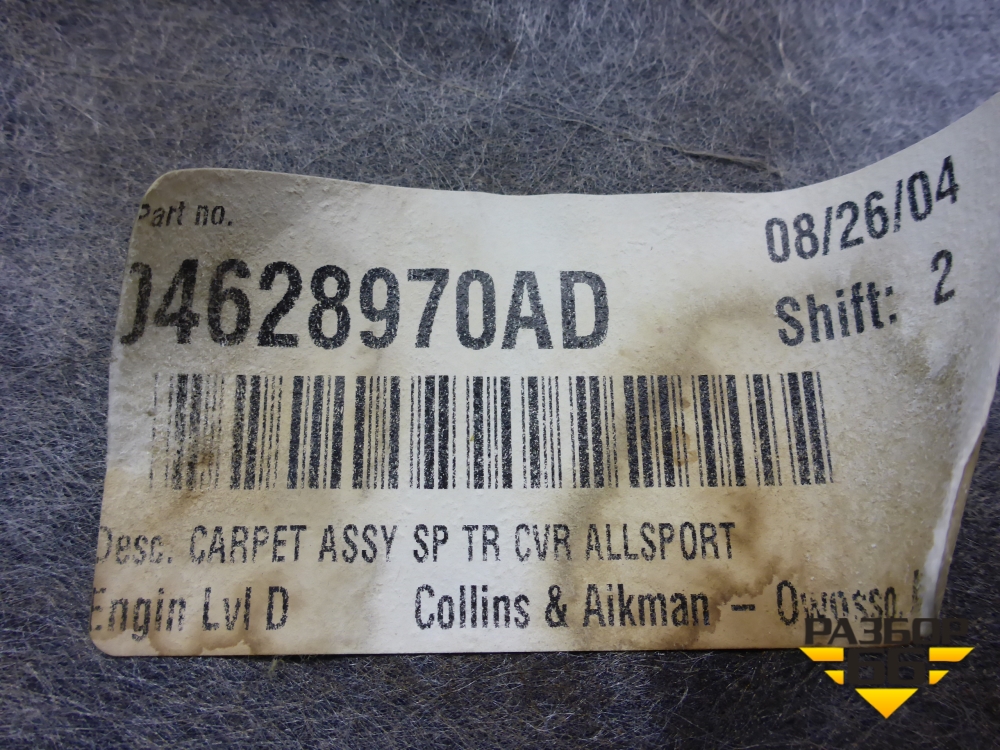 Part no.
08/26/04
04628970AD
Shift: 2
Desc. CARPET ASSY SP TR CVR ALLSPORT
Engin Lvl D Collins & Aikman – Owosso,
РАЗБОР
66